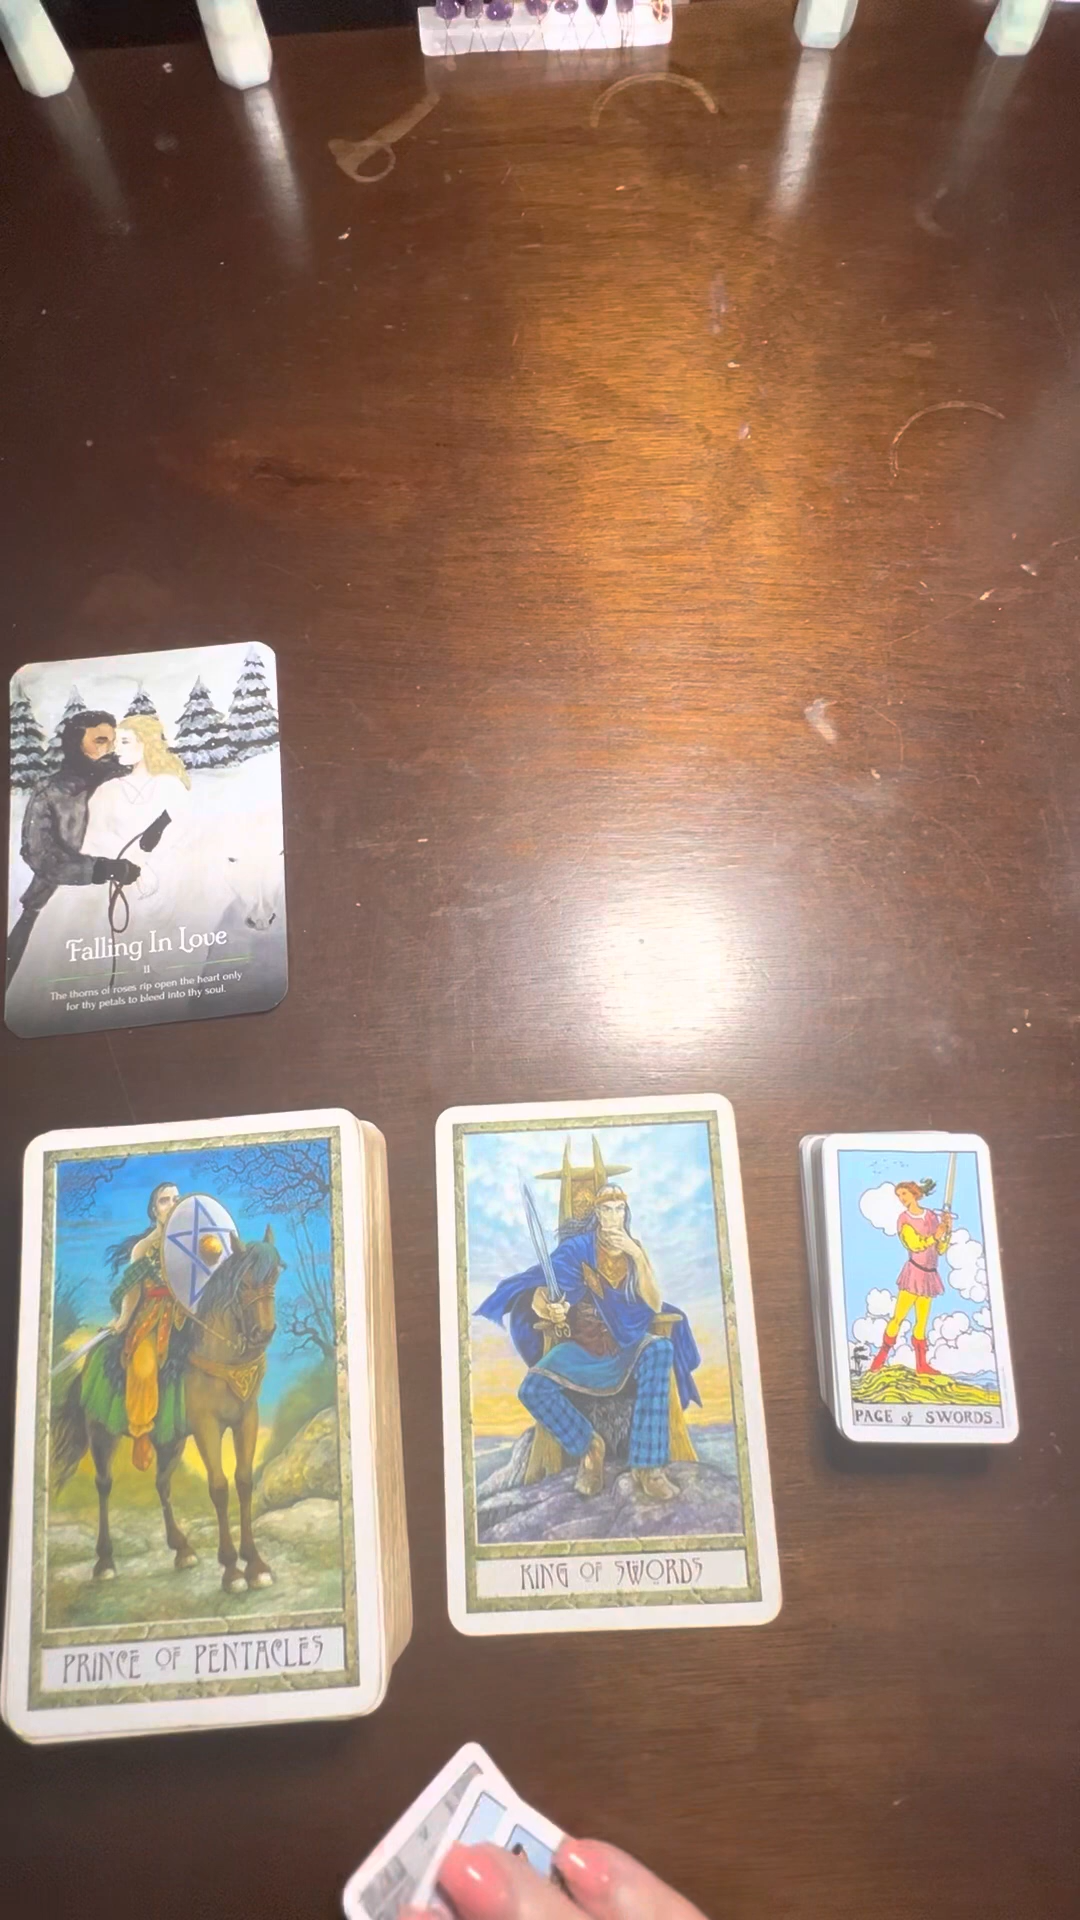 Falling In Love
II
The thorns of roses rip open the heart only
for thy petals to bleed into thy soul.
PRINCE OF PENTACLES
KING OF SWORDS
PAGE of SWORDS.